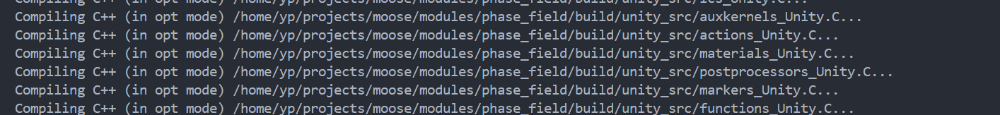 Compiling C++ (in opt mode) /home/yp/projects/moose/modules/phase_field/build/unity_src/ics_Unity.C...
Compiling C++ (in opt mode) /home/yp/projects/moose/modules/phase_field/build/unity_src/auxkernels_Unity.C...
Compiling C++ (in opt mode) /home/yp/projects/moose/modules/phase_field/build/unity_src/actions_Unity.C...
Compiling C++ (in opt mode) /home/yp/projects/moose/modules/phase_field/build/unity_src/materials_Unity.C...
Compiling C++ (in opt mode) /home/yp/projects/moose/modules/phase_field/build/unity_src/postprocessors_Unity.C...
Compiling C++ (in opt mode) /home/yp/projects/moose/modules/phase_field/build/unity_src/markers_Unity.C...
Compiling C++ (in opt mode) /home/yp/projects/moose/modules/phase_field/build/unity_src/functions_Unity.C...